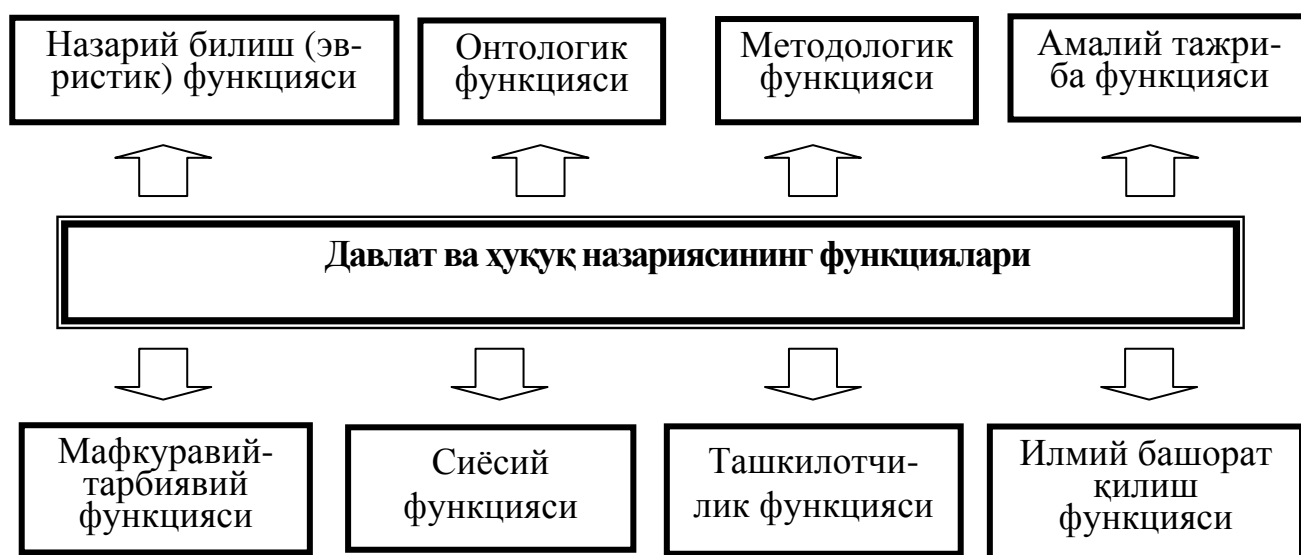 Назарий билиш (эв-
ристик) функцияси
Онтологик
функцияси
Методологик
функцияси
Амалий тажри-
ба функцияси
Давлат ва ҳуқуқ назариясининг функциялари
Мафкуравий-
тарбиявий
функцияси
Сиёсий
функцияси
Ташкилотчи-
лик функцияси
Илмий башорат
қилиш
функцияси